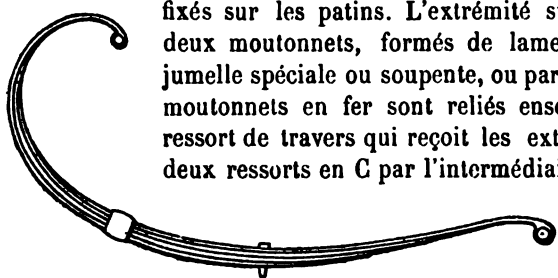 fixés sur les patins. L'extrémité s
deux moutonnets, formés de lame
jumelle spéciale ou soupente, ou par
moutonnets en fer sont reliés ens
ressort de travers qui reçoit les ext
deux ressorts en C par l'intermédiai